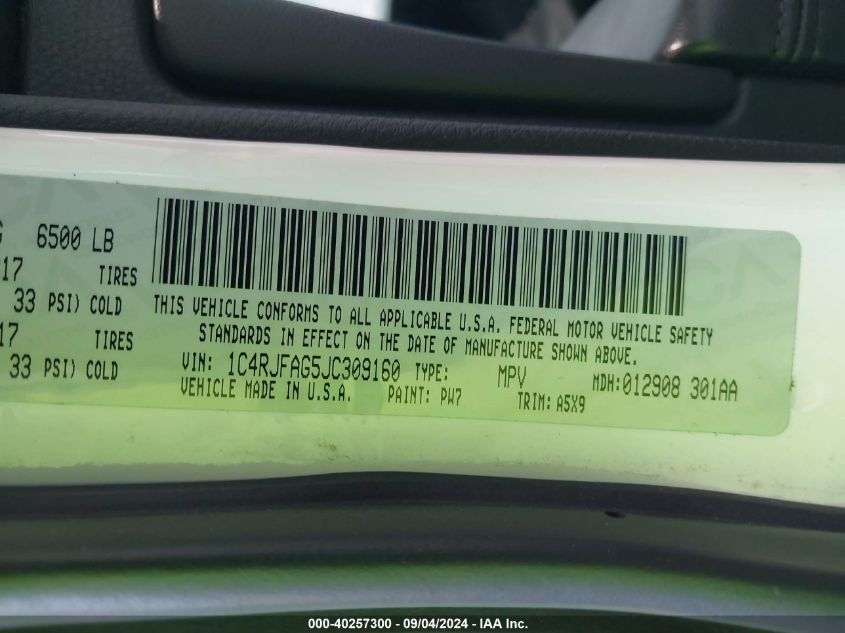 G 6500 LB
17 TIRES
33 PSI) COLD
17 TIRES
33 PSI) COLD
THIS VEHICLE CONFORMS TO ALL APPLICABLE U.S.A. FEDERAL MOTOR VEHICLE SAFETY
STANDARDS IN EFFECT ON THE DATE OF MANUFACTURE SHOWN ABOVE.
VIN: 1C4RJFAG5JC309160 TYPE: MPV MDH:012908 301AA
VEHICLE MADE IN U.S.A. PAINT: PW7 TRIM: A5X9
000-40257300 - 09/04/2024 - IAA Inc.